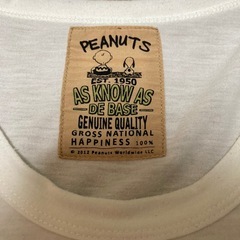 PEANUTS
EST. 1950
AS KNOW AS
DE BASE
GENUINE QUALITY
GROSS NATIONAL
HAPPINESS 100%
© 2012 Peanuts Worldwide LLC